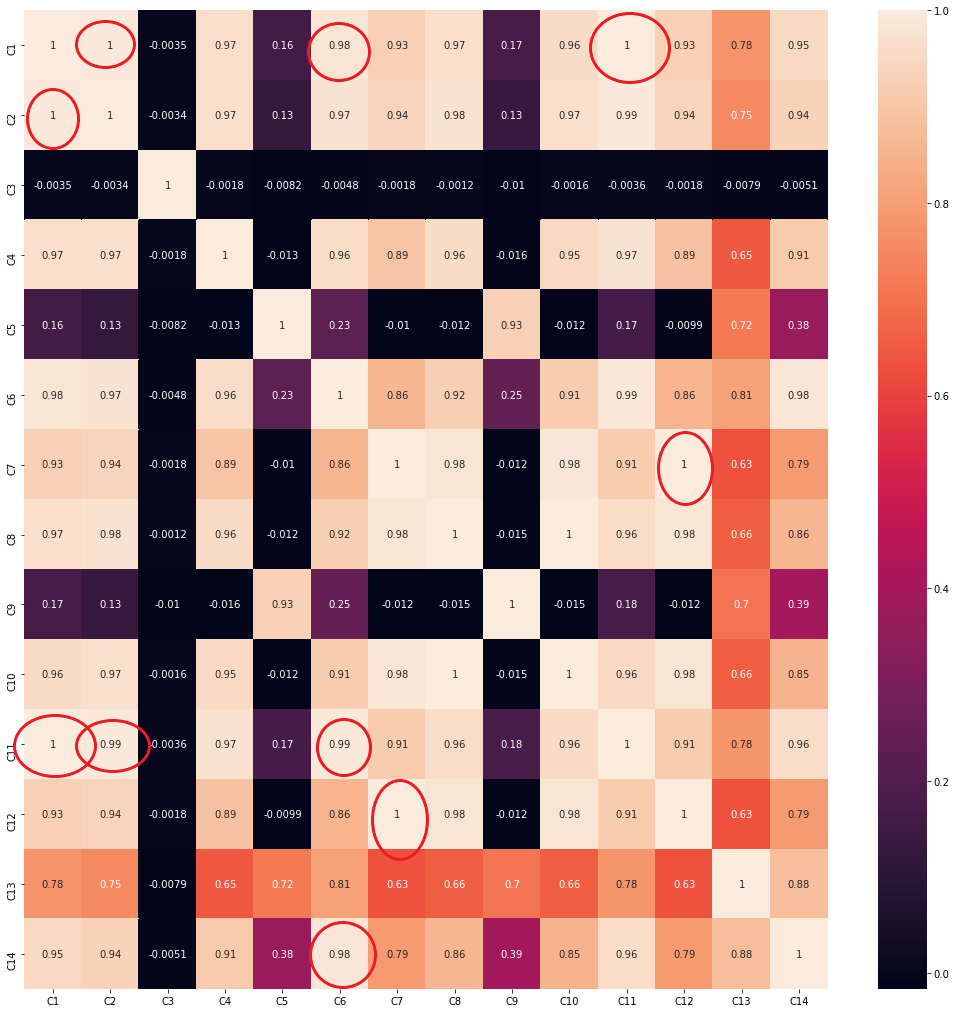 C1 1 1 -0.0035 0.97 0.16 0.98 0.93 0.97 0.17 0.96 1 0.93 0.78 0.95 1.0
C2 1 1 -0.0034 0.97 0.13 0.97 0.94 0.98 0.13 0.97 0.99 0.94 0.75 0.94
C3 -0.0035 -0.0034 1 -0.0018 -0.0082 -0.0048 -0.0018 -0.0012 -0.01 -0.0016 -0.0036 -0.0018 -0.0079 -0.0051
0.8
C4 0.97 0.97 -0.0018 1 -0.013 0.96 0.89 0.96 -0.016 0.95 0.97 0.89 0.65 0.91
C5 0.16 0.13 -0.0082 -0.013 1 0.23 -0.01 -0.012 0.93 -0.012 0.17 -0.0099 0.72 0.38
C6 0.98 0.97 -0.0048 0.96 0.23 1 0.86 0.92 0.25 0.91 0.99 0.86 0.81 0.98
0.6
C7 0.93 0.94 -0.0018 0.89 -0.01 0.86 1 0.98 -0.012 0.98 0.91 1 0.63 0.79
C8 0.97 0.98 -0.0012 0.96 -0.012 0.92 0.98 1 -0.015 1 0.96 0.98 0.66 0.86
0.4
C9 0.17 0.13 -0.01 -0.016 0.93 0.25 -0.012 -0.015 1 -0.015 0.18 -0.012 0.7 0.39
C10 0.96 0.97 -0.0016 0.95 -0.012 0.91 0.98 1 -0.015 1 0.96 0.98 0.66 0.85
C11 1 0.99 -0.0036 0.97 0.17 0.99 0.91 0.96 0.18 0.96 1 0.91 0.78 0.96
0.2
C12 0.93 0.94 -0.0018 0.89 -0.0099 0.86 1 0.98 -0.012 0.98 0.91 1 0.63 0.79
C13 0.78 0.75 -0.0079 0.65 0.72 0.81 0.63 0.66 0.7 0.66 0.78 0.63 1 0.88
C14 0.95 0.94 -0.0051 0.91 0.38 0.98 0.79 0.86 0.39 0.85 0.96 0.79 0.88 1
0.0
C1 C2 C3 C4 C5 C6 C7 C8 C9 C10 C11 C12 C13 C14